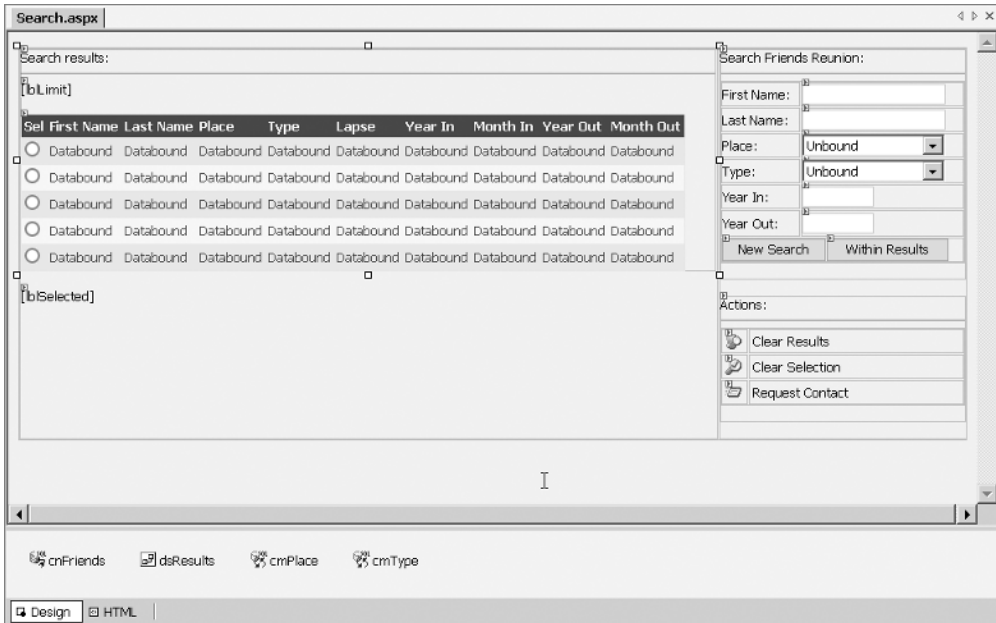 Search.aspx
Search results:
[lblLimit]
Sel First Name Last Name Place Type Lapse Year In Month In Year Out Month Out
Databound Databound Databound Databound Databound Databound Databound Databound Databound
Databound Databound Databound Databound Databound Databound Databound Databound Databound
Databound Databound Databound Databound Databound Databound Databound Databound Databound
Databound Databound Databound Databound Databound Databound Databound Databound Databound
Databound Databound Databound Databound Databound Databound Databound Databound Databound
[lblSelected]
Search Friends Reunion:
First Name:
Last Name:
Place: Unbound
Type: Unbound
Year In:
Year Out:
New Search Within Results
Actions:
Clear Results
Clear Selection
Request Contact
cnFriends dsResults cmPlace cmType
Design HTML